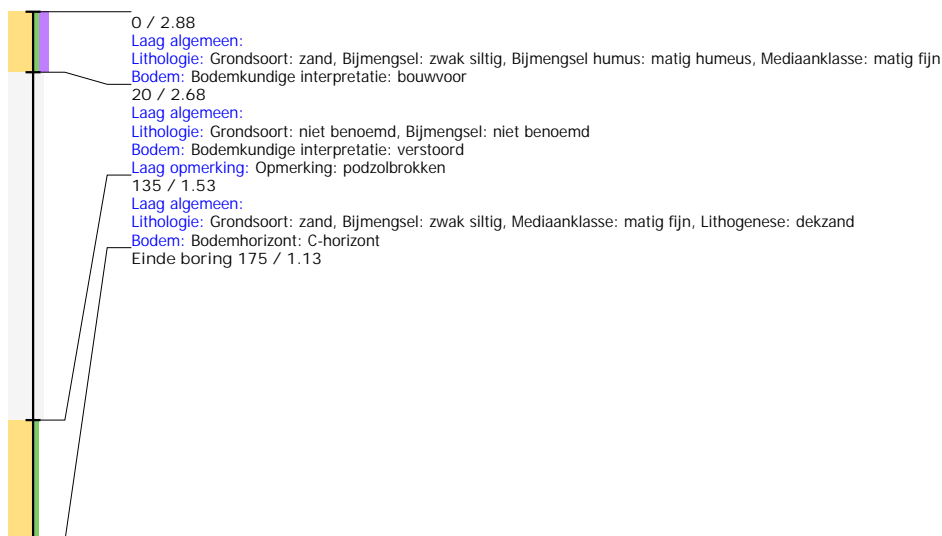 0 / 2.88
Laag algemeen:
Lithologie: Grondsoort: zand, Bijmengsel: zwak siltig, Bijmengsel humus: matig humeus, Mediaanklasse: matig fijn
Bodem: Bodemkundige interpretatie: bouwvoor
20 / 2.68
Laag algemeen:
Lithologie: Grondsoort: niet benoemd, Bijmengsel: niet benoemd
Bodem: Bodemkundige interpretatie: verstoord
Laag opmerking: Opmerking: podzolbrokken
135 / 1.53
Laag algemeen:
Lithologie: Grondsoort: zand, Bijmengsel: zwak siltig, Mediaanklasse: matig fijn, Lithogenese: dekzand
Bodem: Bodemhorizont: C-horizont
Einde boring 175 / 1.13